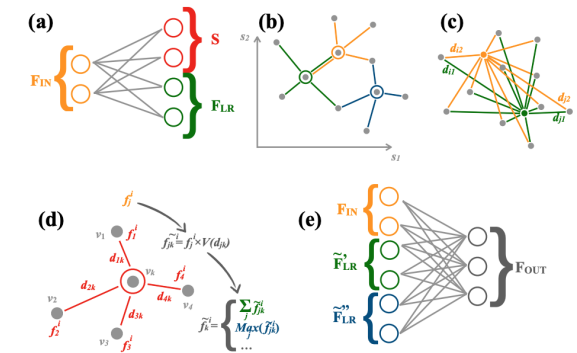 (a)
F_IN
S
F_LR
(b)
s_2
s_1
(c)
d_i2
d_i1
d_j2
d_j1
(d)
f_j^i
f̃_jk^i = f_j^i × V(d_jk)
v_1 f_1^i
d_1k
v_k
d_2k
f_4^i
d_4k
v_4
v_2
f_2^i
d_3k
v_3
f_3^i
f̃_k^i = { ∑_j f̃_jk^i
Max_j(f̃_jk^i)
...
(e)
F_IN
F̃_LR'
F̃_LR''
F_OUT